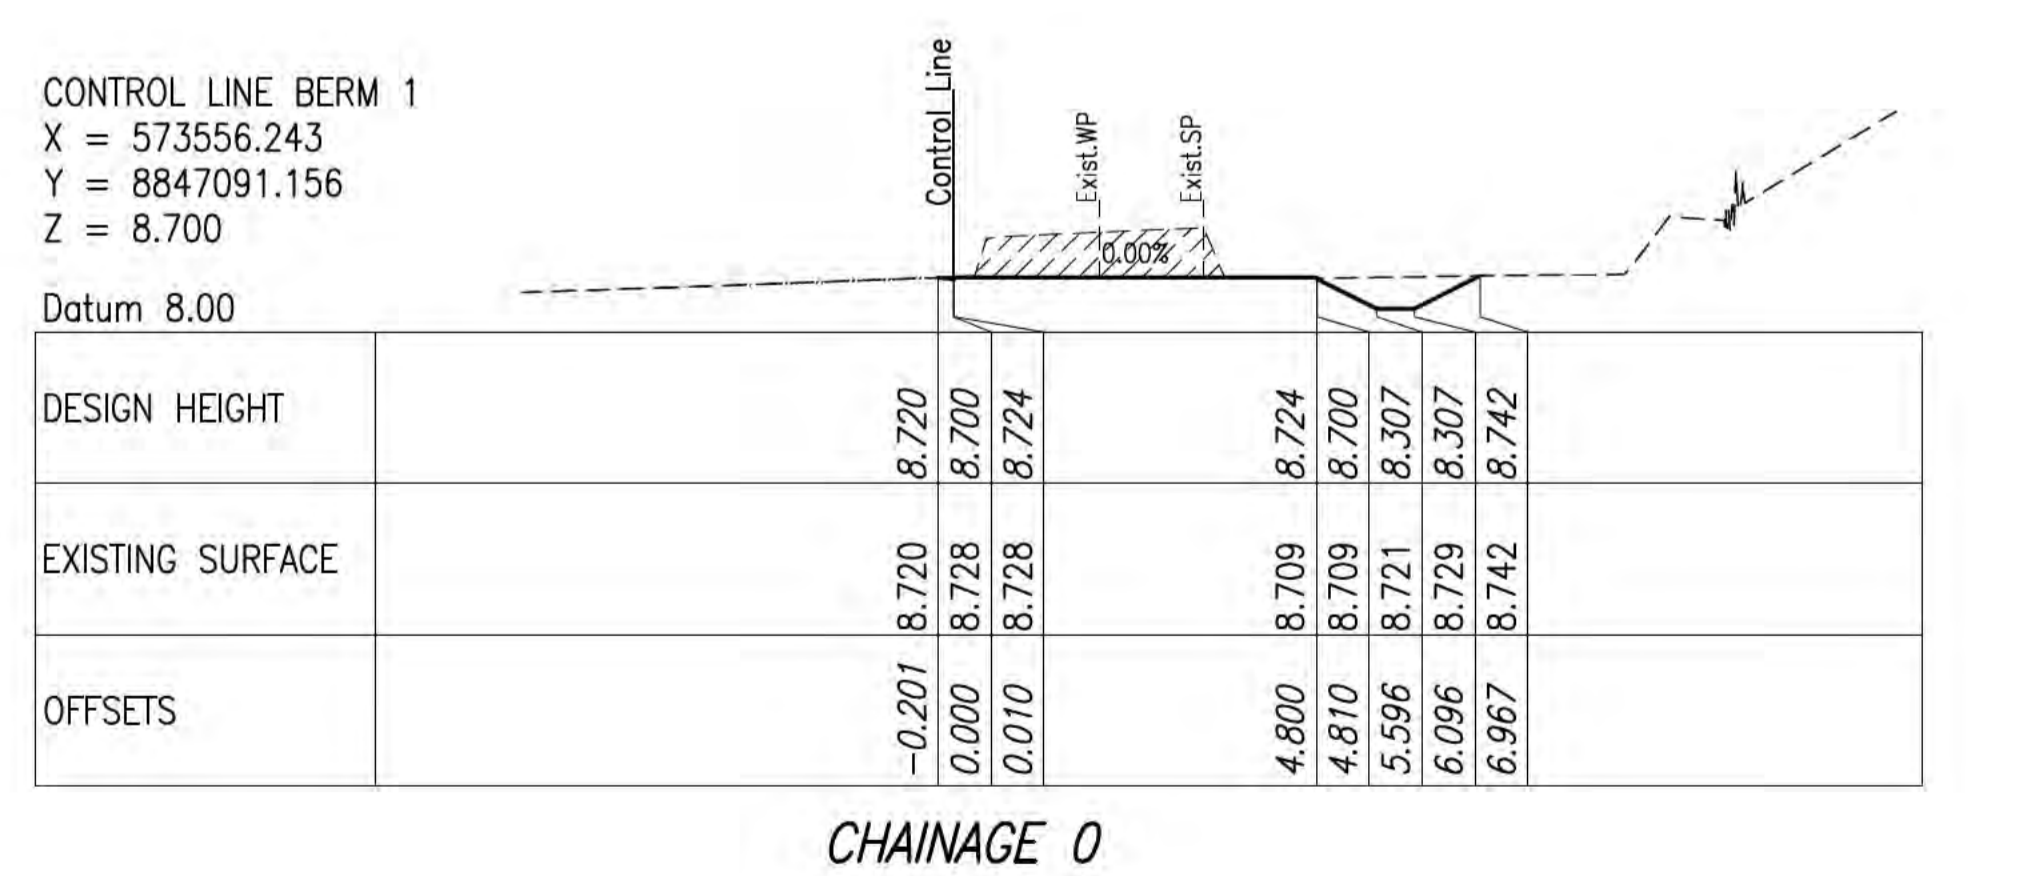 CONTROL LINE BERM 1
X = 573556.243
Y = 8847091.156
Z = 8.700
Datum 8.00
Control Line
Exist.WP
Exist.SP
0.00%
DESIGN HEIGHT 8.720 8.700 8.724 8.724 8.700 8.307 8.307 8.742
EXISTING SURFACE 8.720 8.728 8.728 8.709 8.709 8.721 8.729 8.742
OFFSETS -0.201 0.000 0.010 4.800 4.810 5.596 6.096 6.967
CHAINAGE 0